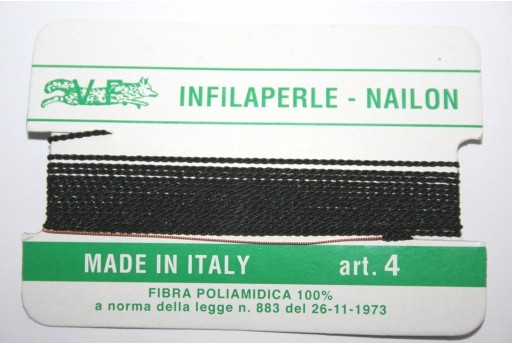 INFILAPERLE - NAILON
MADE IN ITALY art. 4
FIBRA POLIAMIDICA 100%
a norma della legge n. 883 del 26-11-1973